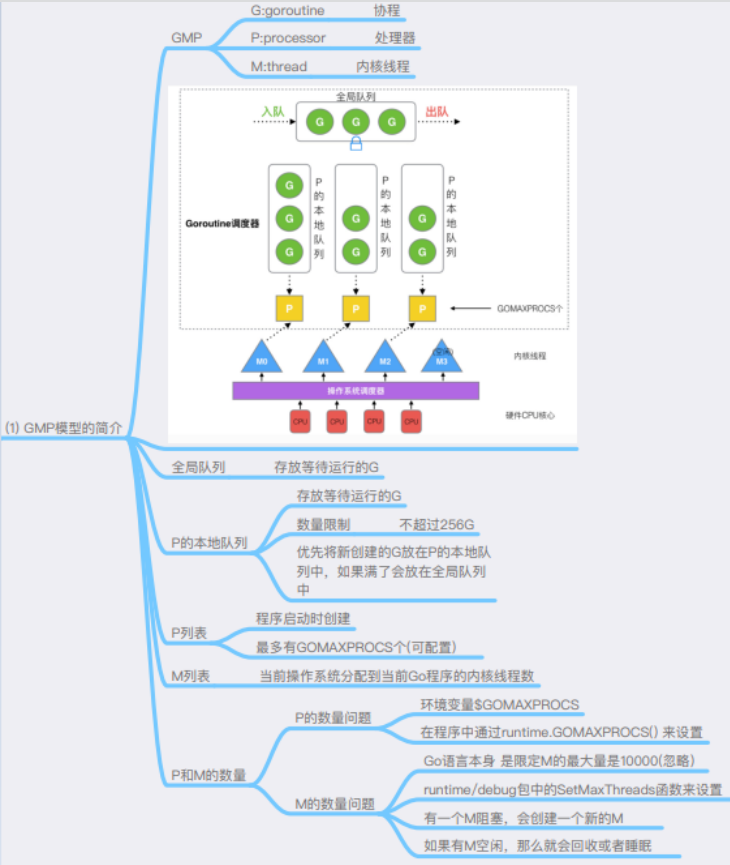 G:goroutine 协程
GMP
P:processor 处理器
M:thread 内核线程
全局队列
入队
出队
G G G
G
G G G
G G G
P的本地队列
P的本地队列
P的本地队列
Goroutine调度器
P P P
GOMAXPROCS个
(空闲)
M0 M1 M2 M3
内核线程
操作系统调度器
CPU CPU CPU CPU
硬件CPU核心
(1) GMP模型的简介
全局队列 存放等待运行的G
存放等待运行的G
数量限制 不超过256G
P的本地队列
优先将新创建的G放在P的本地队
列中，如果满了会放在全局队列
中
程序启动时创建
P列表
最多有GOMAXPROCS个(可配置)
M列表 当前操作系统分配到当前Go程序的内核线程数
环境变量$GOMAXPROCS
P的数量问题
在程序中通过runtime.GOMAXPROCS() 来设置
P和M的数量
Go语言本身 是限定M的最大量是10000(忽略)
runtime/debug包中的SetMaxThreads函数来设置
M的数量问题
有一个M阻塞，会创建一个新的M
如果有M空闲，那么就会回收或者睡眠